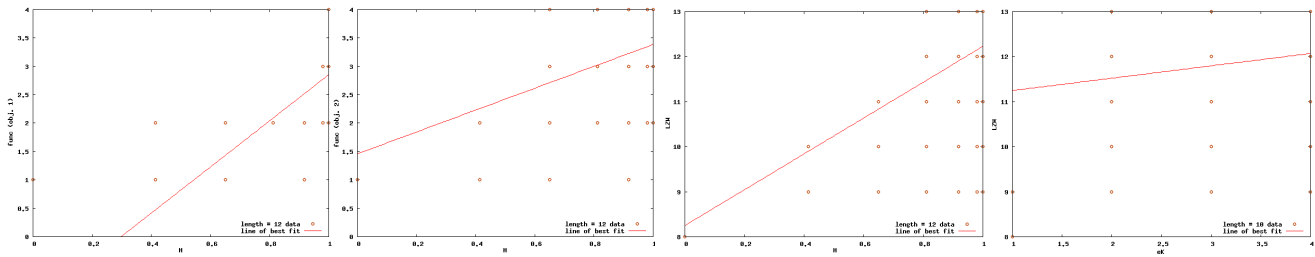 4
3.5
3
2.5
2
1.5
1
0.5
0
func (obj. 1)
0 0.2 0.4 0.6 0.8 1
H
length = 12 data
line of best fit
4
3.5
3
2.5
2
1.5
1
0.5
0
func (obj. 2)
0 0.2 0.4 0.6 0.8 1
H
length = 12 data
line of best fit
13
12
11
10
9
8
LZW
0 0.2 0.4 0.6 0.8 1
H
length = 12 data
line of best fit
13
12
11
10
9
8
LZW
1 1.5 2 2.5 3 3.5 4
eK
length = 10 data
line of best fit